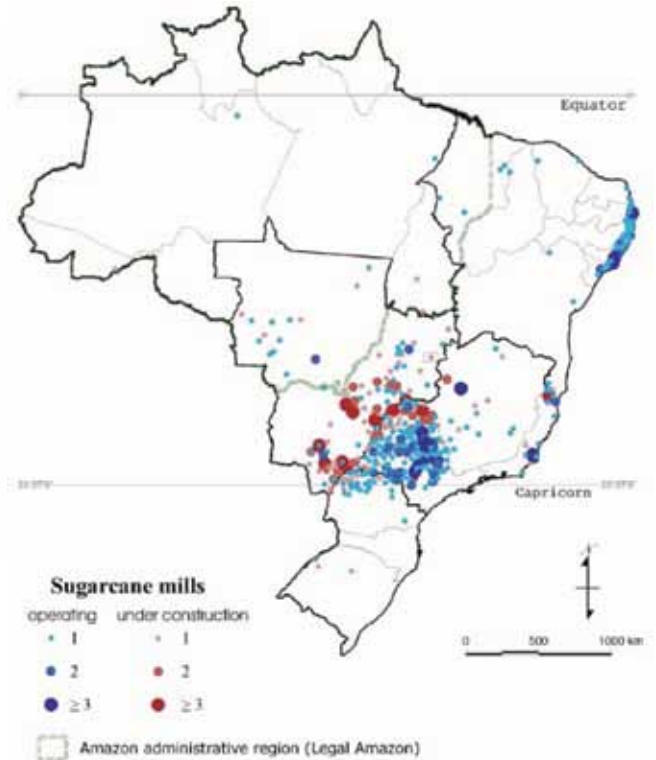 Equator
Capricorn
Sugarcane mills
operating under construction
1 1
2 2
≥ 3 ≥ 3
0 500 1000 km
Amazon administrative region (Legal Amazon)